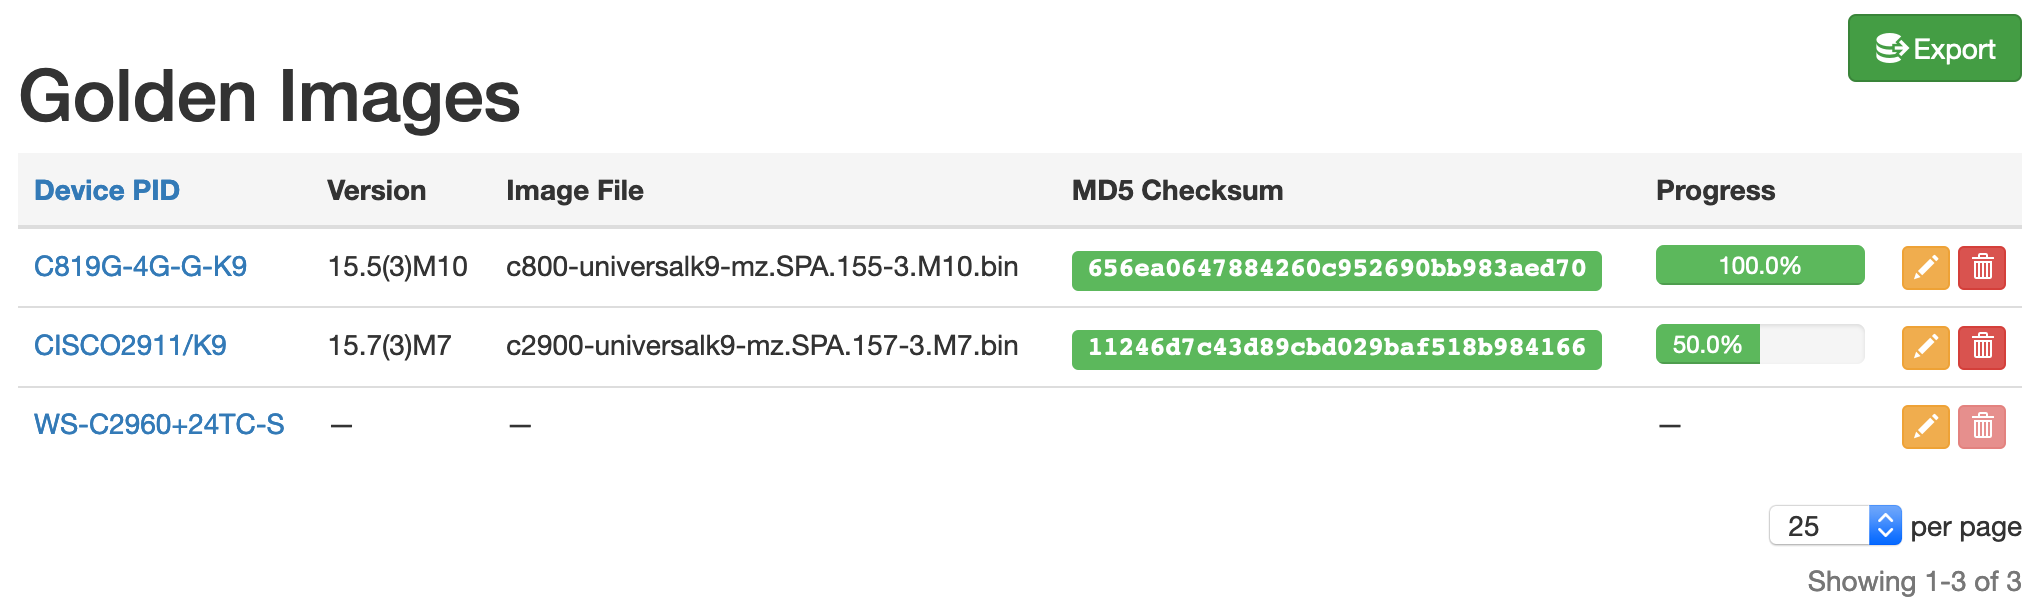 Export
Golden Images
Device PID Version Image File MD5 Checksum Progress
C819G-4G-G-K9 15.5(3)M10 c800-universalk9-mz.SPA.155-3.M10.bin 656ea0647884260c952690bb983aed70 100.0%
CISCO2911/K9 15.7(3)M7 c2900-universalk9-mz.SPA.157-3.M7.bin 11246d7c43d89cbd029baf518b984166 50.0%
WS-C2960+24TC-S — — —
25 per page
Showing 1-3 of 3